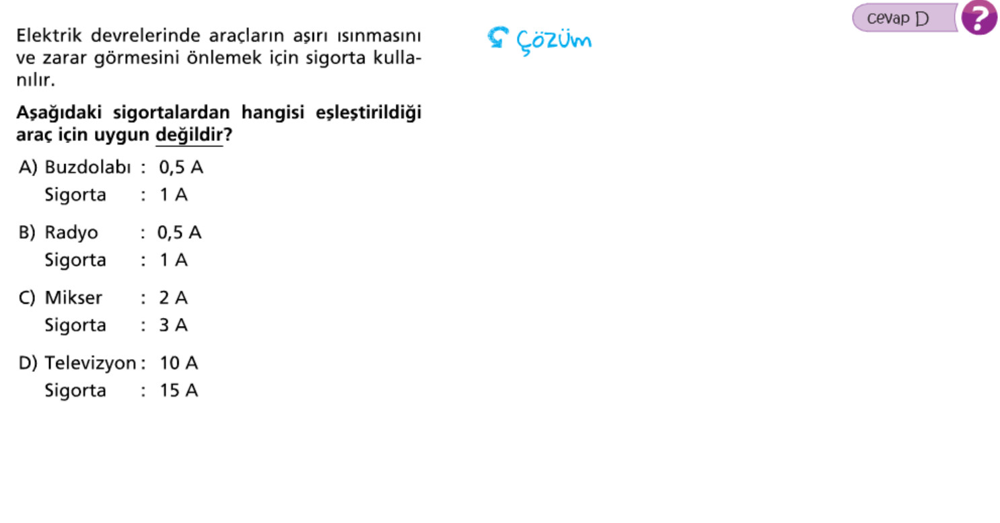 Elektrik devrelerinde araçların aşırı ısınmasını
ve zarar görmesini önlemek için sigorta kulla-
nılır.
Aşağıdaki sigortalardan hangisi eşleştirildiği
araç için uygun değildir?
A) Buzdolabı : 0,5 A
Sigorta : 1 A
B) Radyo : 0,5 A
Sigorta : 1 A
C) Mikser : 2 A
Sigorta : 3 A
D) Televizyon : 10 A
Sigorta : 15 A
Çözüm
Cevap D ?